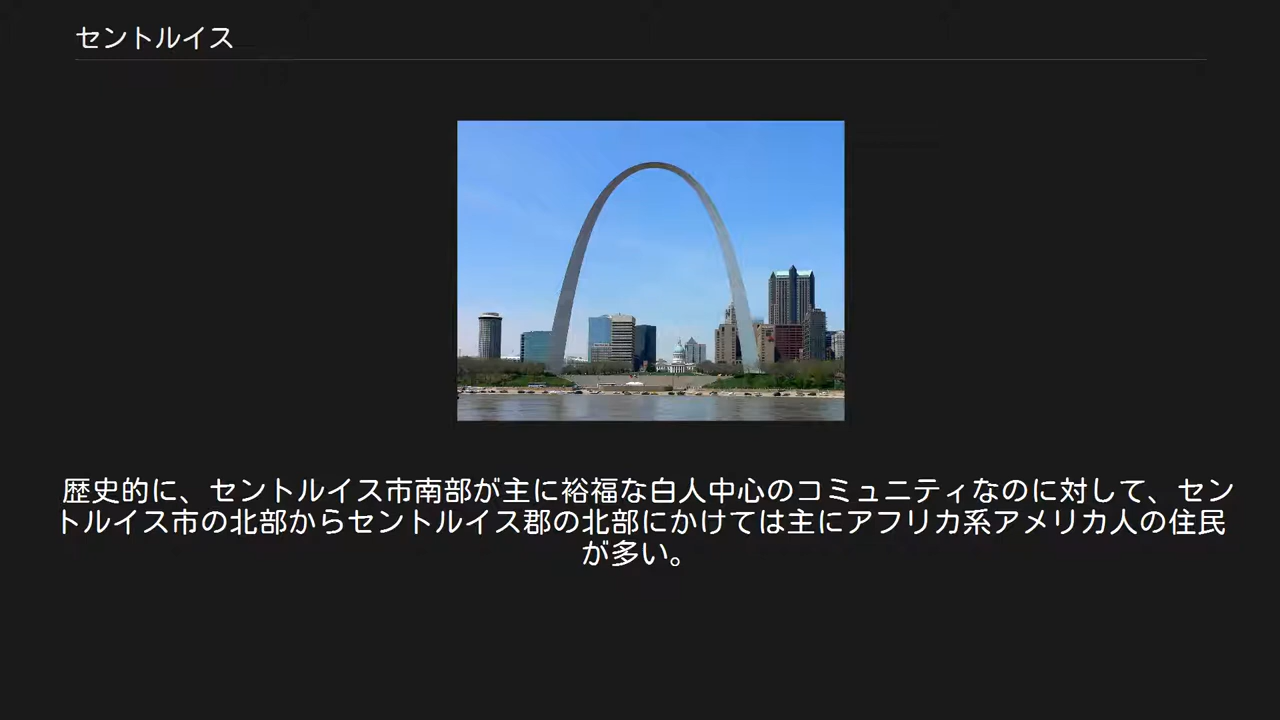 セントルイス
歴史的に、セントルイス市南部が主に裕福な白人中心のコミュニティなのに対して、セン
トルイス市の北部からセントルイス郡の北部にかけては主にアフリカ系アメリカ人の住民
が多い。